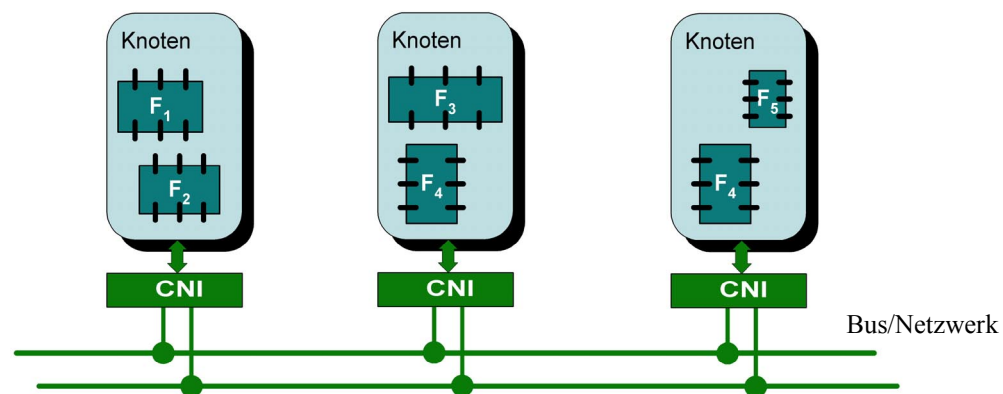 Knoten
F1
F2
CNI
Knoten
F3
F4
CNI
Knoten
F5
F4
CNI
Bus/Netzwerk